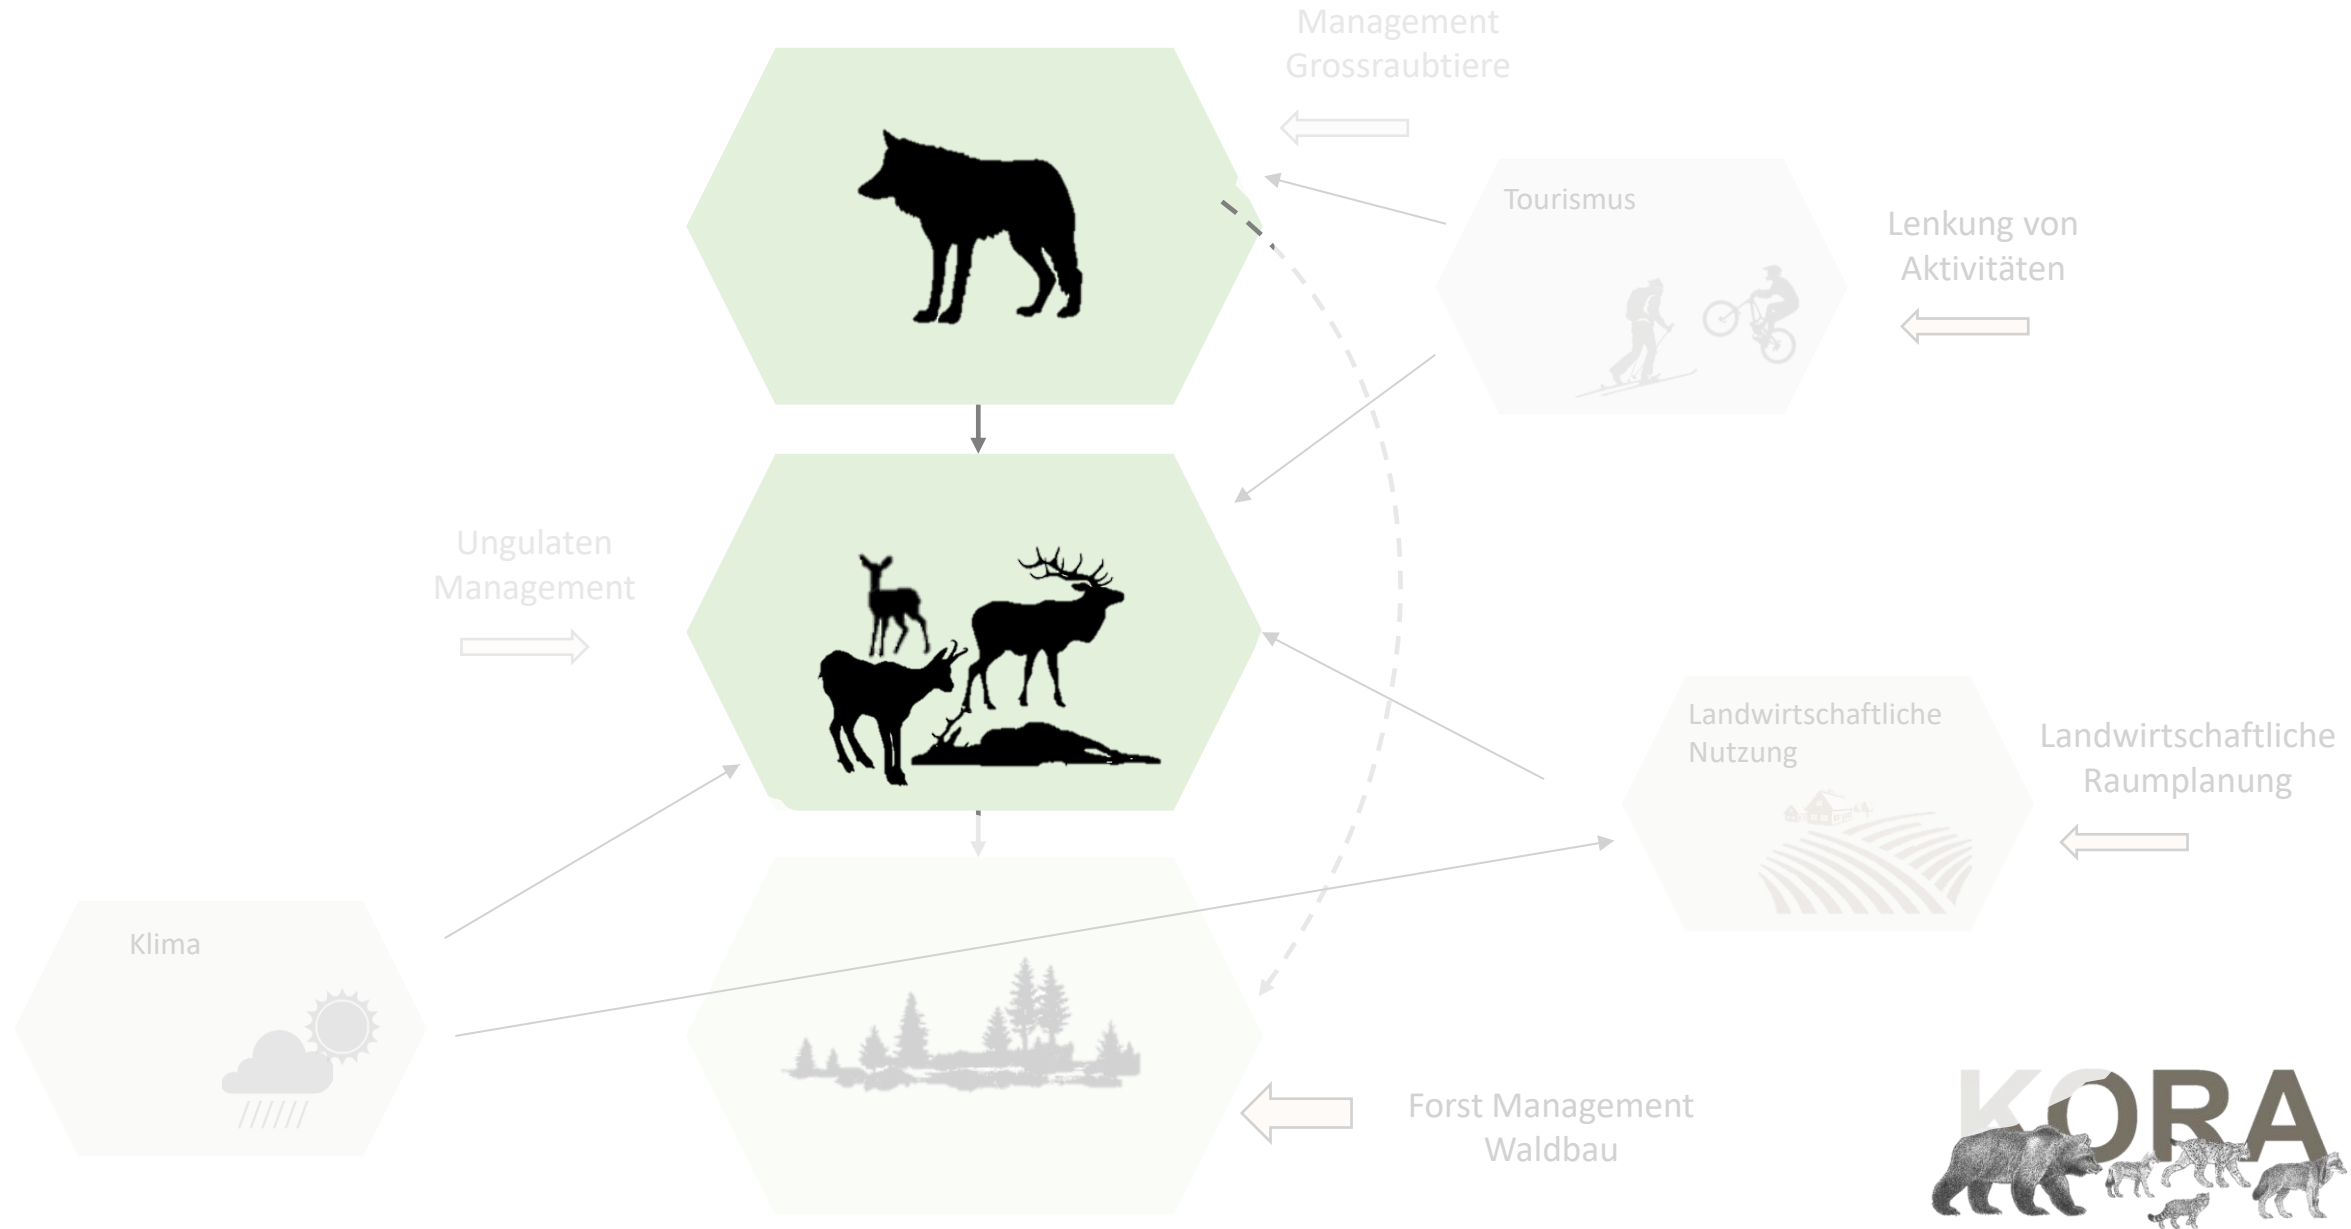 Management
Grossraubtiere
Tourismus
Lenkung von
Aktivitäten
Ungulaten
Management
Landwirtschaftliche
Nutzung
Landwirtschaftliche
Raumplanung
Klima
Forst Management
Waldbau
KORA